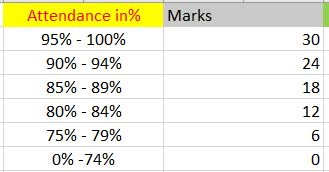 Attendance in% Marks
95% - 100% 30
90% - 94% 24
85% - 89% 18
80% - 84% 12
75% - 79% 6
0% -74% 0